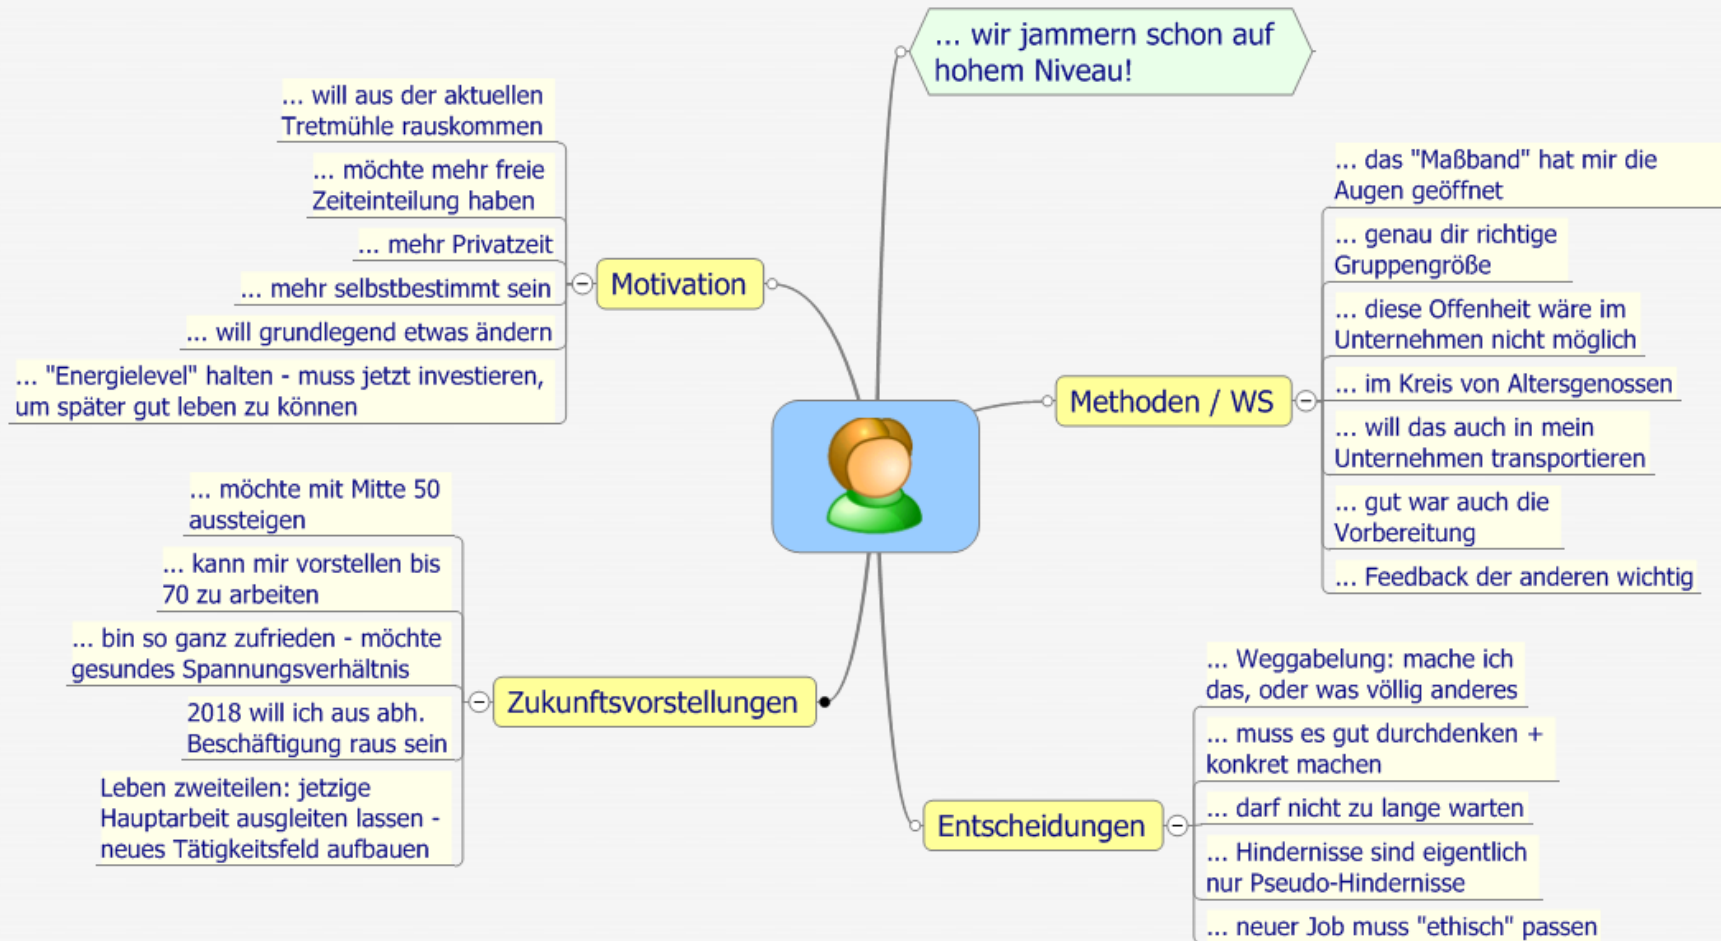 ... wir jammern schon auf
hohem Niveau!
... will aus der aktuellen
Tretmühle rauskommen
... möchte mehr freie
Zeiteinteilung haben
... mehr Privatzeit
... mehr selbstbestimmt sein
... will grundlegend etwas ändern
... "Energielevel" halten - muss jetzt investieren,
um später gut leben zu können
Motivation
... das "Maßband" hat mir die
Augen geöffnet
... genau dir richtige
Gruppengröße
... diese Offenheit wäre im
Unternehmen nicht möglich
... im Kreis von Altersgenossen
... will das auch in mein
Unternehmen transportieren
... gut war auch die
Vorbereitung
... Feedback der anderen wichtig
Methoden / WS
... möchte mit Mitte 50
aussteigen
... kann mir vorstellen bis
70 zu arbeiten
... bin so ganz zufrieden - möchte
gesundes Spannungsverhältnis
2018 will ich aus abh.
Beschäftigung raus sein
Leben zweiteilen: jetzige
Hauptarbeit ausgleiten lassen -
neues Tätigkeitsfeld aufbauen
Zukunftsvorstellungen
... Weggabelung: mache ich
das, oder was völlig anderes
... muss es gut durchdenken +
konkret machen
... darf nicht zu lange warten
... Hindernisse sind eigentlich
nur Pseudo-Hindernisse
... neuer Job muss "ethisch" passen
Entscheidungen